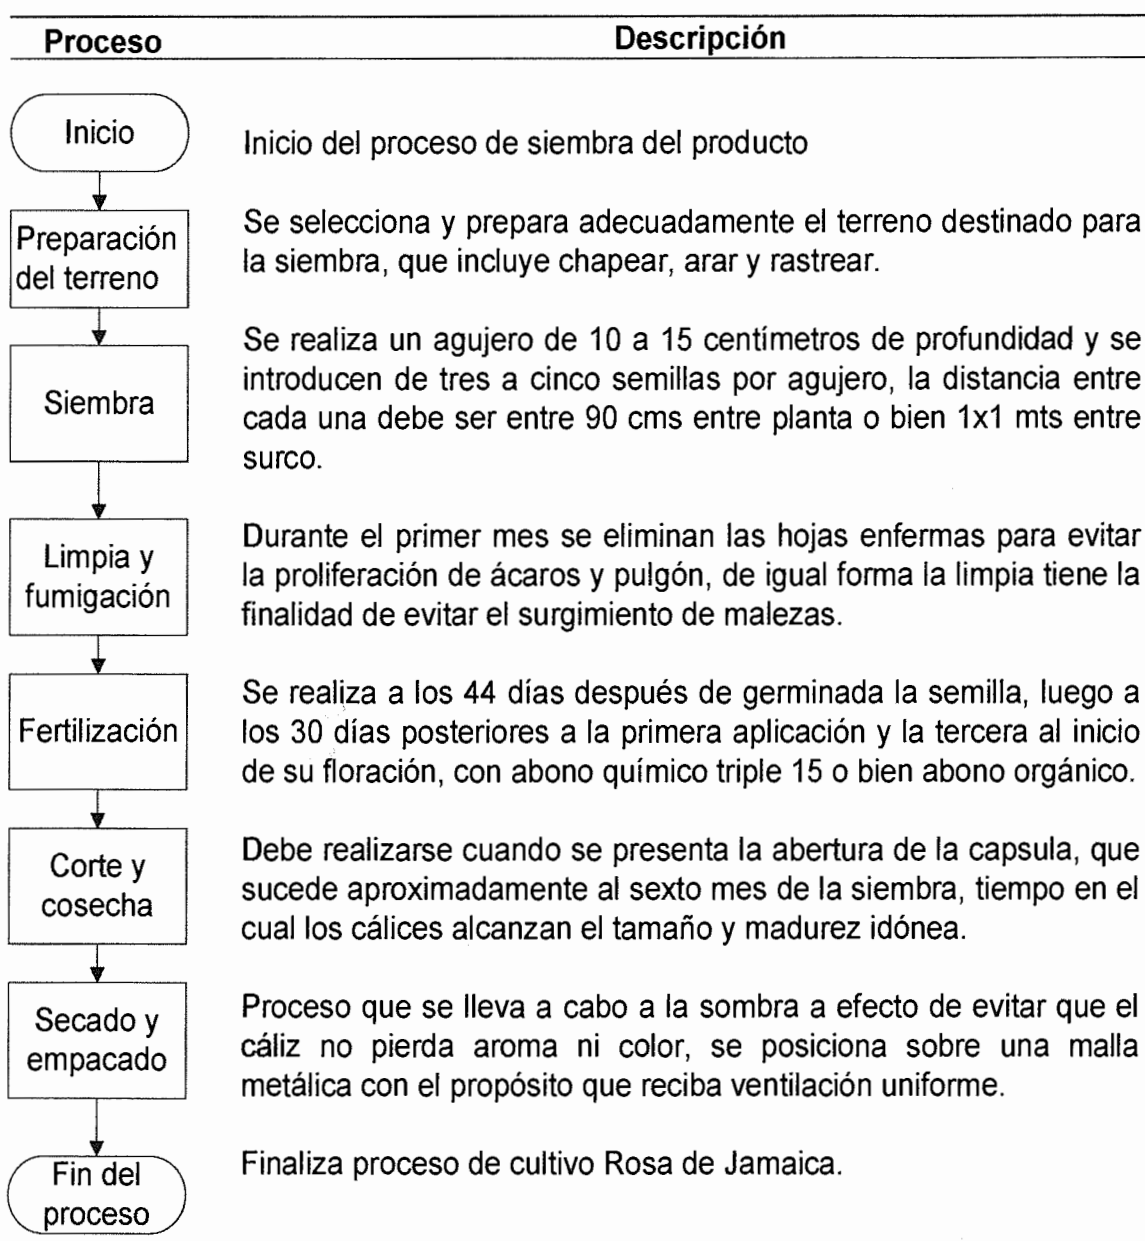 Proceso Descripción
Inicio
Inicio del proceso de siembra del producto
Preparación
del terreno
Se selecciona y prepara adecuadamente el terreno destinado para
la siembra, que incluye chapear, arar y rastrear.
Siembra
Se realiza un agujero de 10 a 15 centímetros de profundidad y se
introducen de tres a cinco semillas por agujero, la distancia entre
cada una debe ser entre 90 cms entre planta o bien 1x1 mts entre
surco.
Limpia y
fumigación
Durante el primer mes se eliminan las hojas enfermas para evitar
la proliferación de ácaros y pulgón, de igual forma la limpia tiene la
finalidad de evitar el surgimiento de malezas.
Fertilización
Se realiza a los 44 días después de germinada la semilla, luego a
los 30 días posteriores a la primera aplicación y la tercera al inicio
de su floración, con abono químico triple 15 o bien abono orgánico.
Corte y
cosecha
Debe realizarse cuando se presenta la abertura de la capsula, que
sucede aproximadamente al sexto mes de la siembra, tiempo en el
cual los cálices alcanzan el tamaño y madurez idónea.
Secado y
empacado
Proceso que se lleva a cabo a la sombra a efecto de evitar que el
cáliz no pierda aroma ni color, se posiciona sobre una malla
metálica con el propósito que reciba ventilación uniforme.
Fin del
proceso
Finaliza proceso de cultivo Rosa de Jamaica.